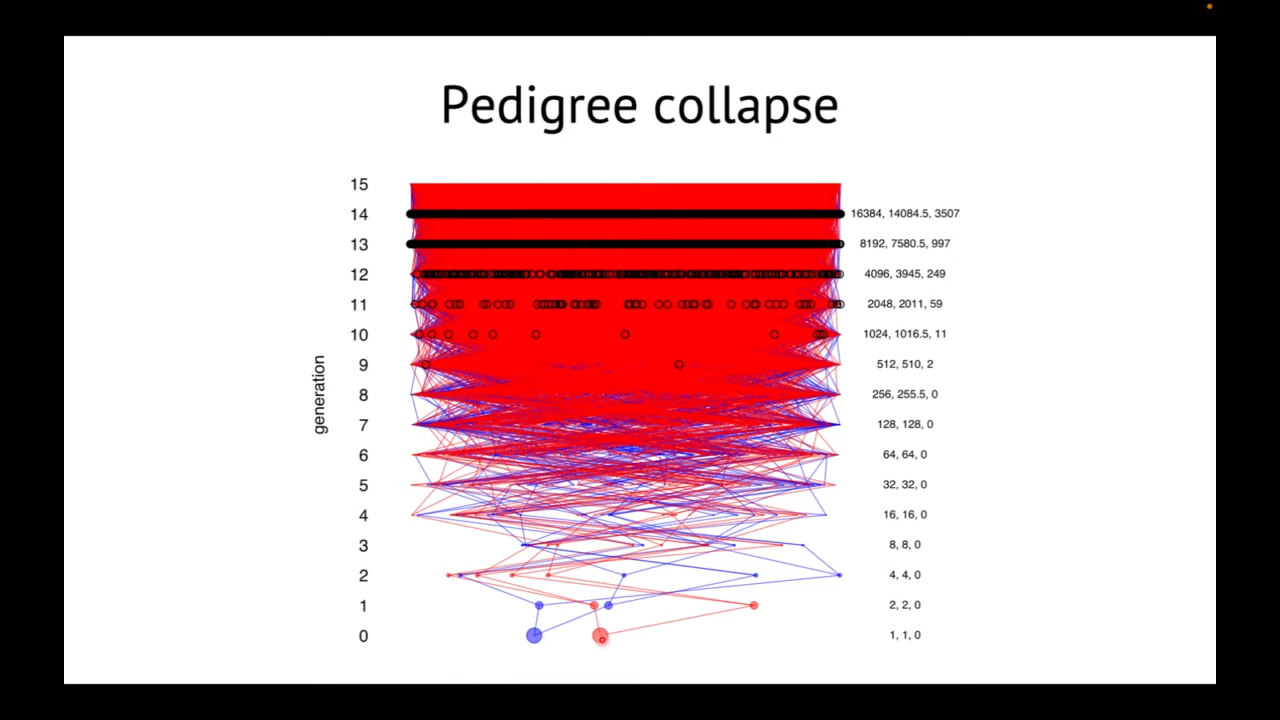 Pedigree collapse
15
14 16384, 14084.5, 3507
13 8192, 7580.5, 997
12 4096, 3945, 249
11 2048, 2011, 59
10 1024, 1016.5, 11
9 512, 510, 2
8 256, 255.5, 0
7 128, 128, 0
6 64, 64, 0
5 32, 32, 0
4 16, 16, 0
3 8, 8, 0
2 4, 4, 0
1 2, 2, 0
0 1, 1, 0
generation